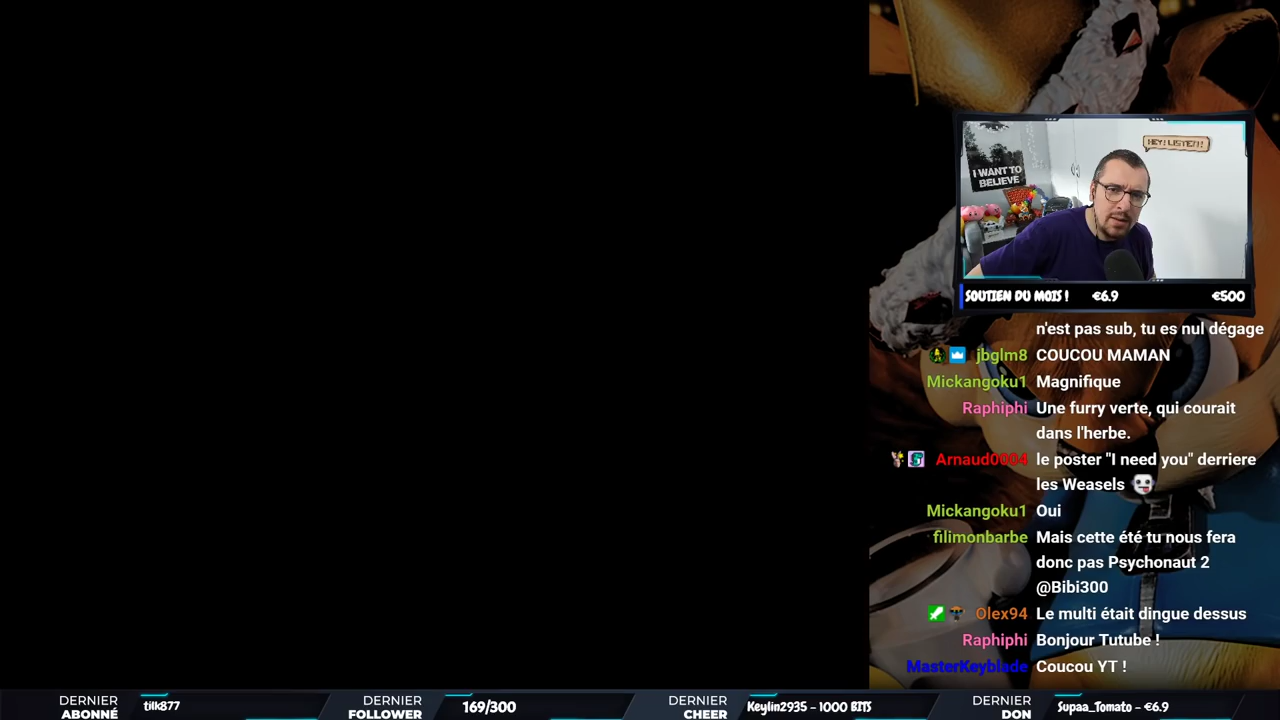 I WANT TO
BELIEVE
HEY! LISTEN!
SOUTIEN DU MOIS ! €6.9 €500
n'est pas sub, tu es nul dégage
jbglm8 COUCOU MAMAN
Mickangoku1 Magnifique
Raphiphi Une furry verte, qui courait
dans l'herbe.
Arnaud0004 le poster "I need you" derriere
les Weasels
Mickangoku1 Oui
filimonbarbe Mais cette été tu nous fera
donc pas Psychonaut 2
@Bibi300
Olex94 Le multi était dingue dessus
Raphiphi Bonjour Tutube !
MasterKeyblade Coucou YT !
DERNIER
ABONNÉ
tilk877
DERNIER
FOLLOWER
169/300
DERNIER
CHEER
Keylin2935 - 1000 BITS
DERNIER
DON
Supaa_Tomato - €6.9